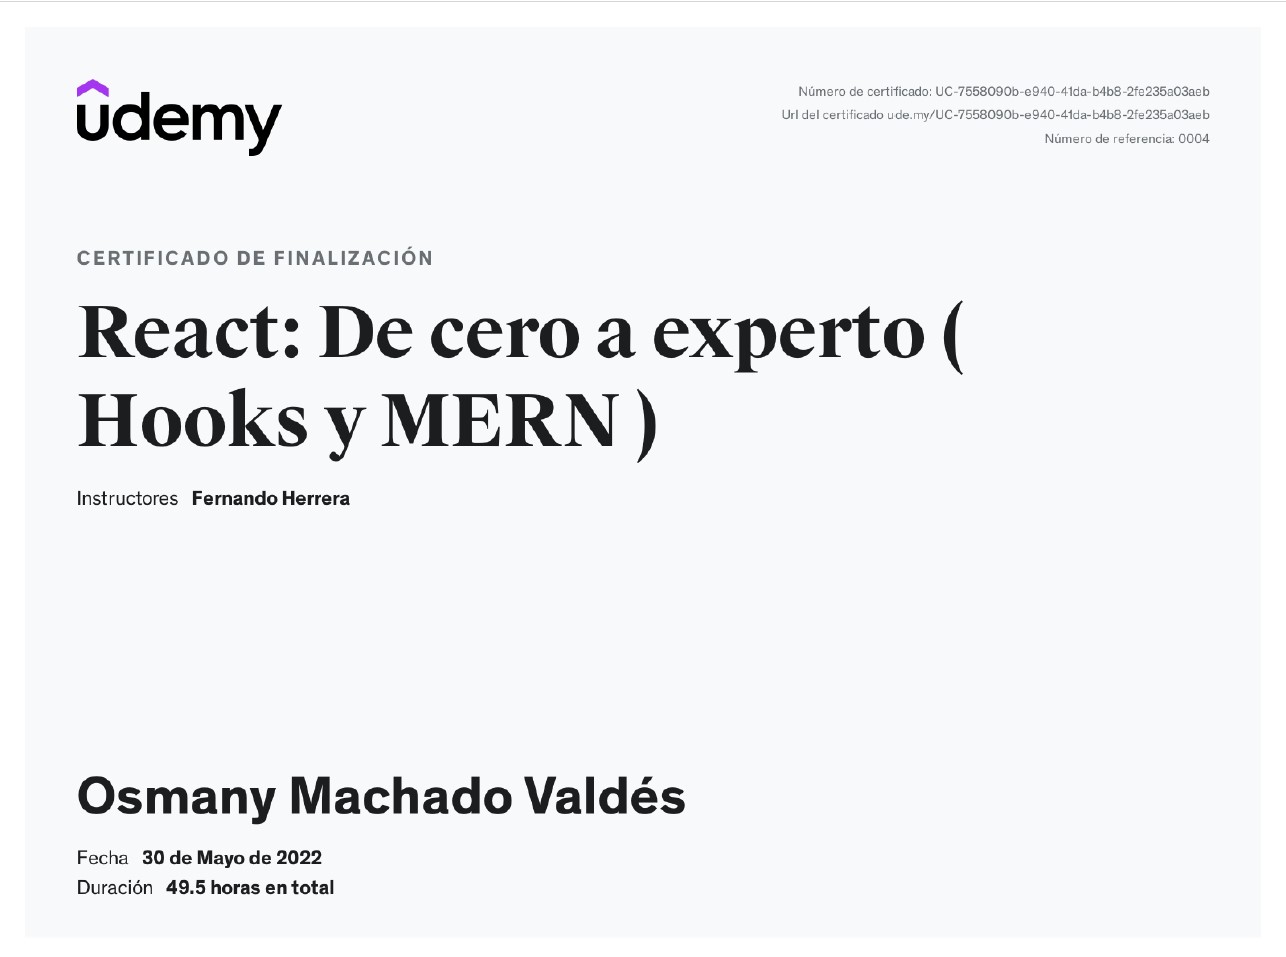 udemy
Número de certificado: UC-7558090b-e940-41da-b4b8-2fe235a03aeb
Url del certificado ude.my/UC-7558090b-e940-41da-b4b8-2fe235a03aeb
Número de referencia: 0004
CERTIFICADO DE FINALIZACIÓN
React: De cero a experto (
Hooks y MERN )
Instructores Fernando Herrera
Osmany Machado Valdés
Fecha 30 de Mayo de 2022
Duración 49.5 horas en total